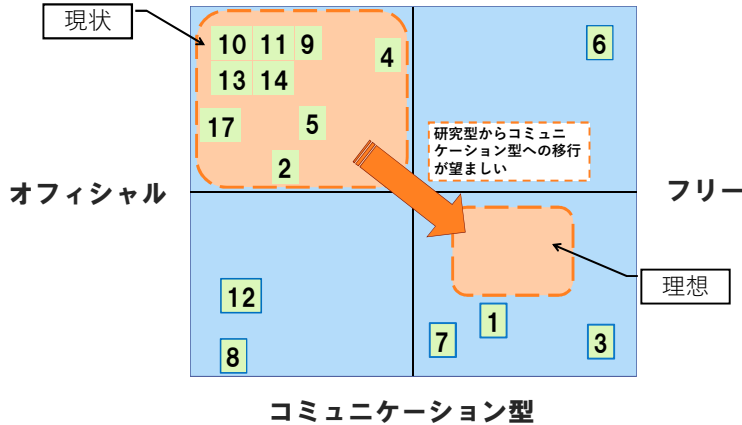 現状
10 11 9
4
6
13 14
17
5
2
研究型からコミュニ
ケーション型への移行
が望ましい
オフィシャル
フリー
理想
12
1
7
3
8
コミュニケーション型